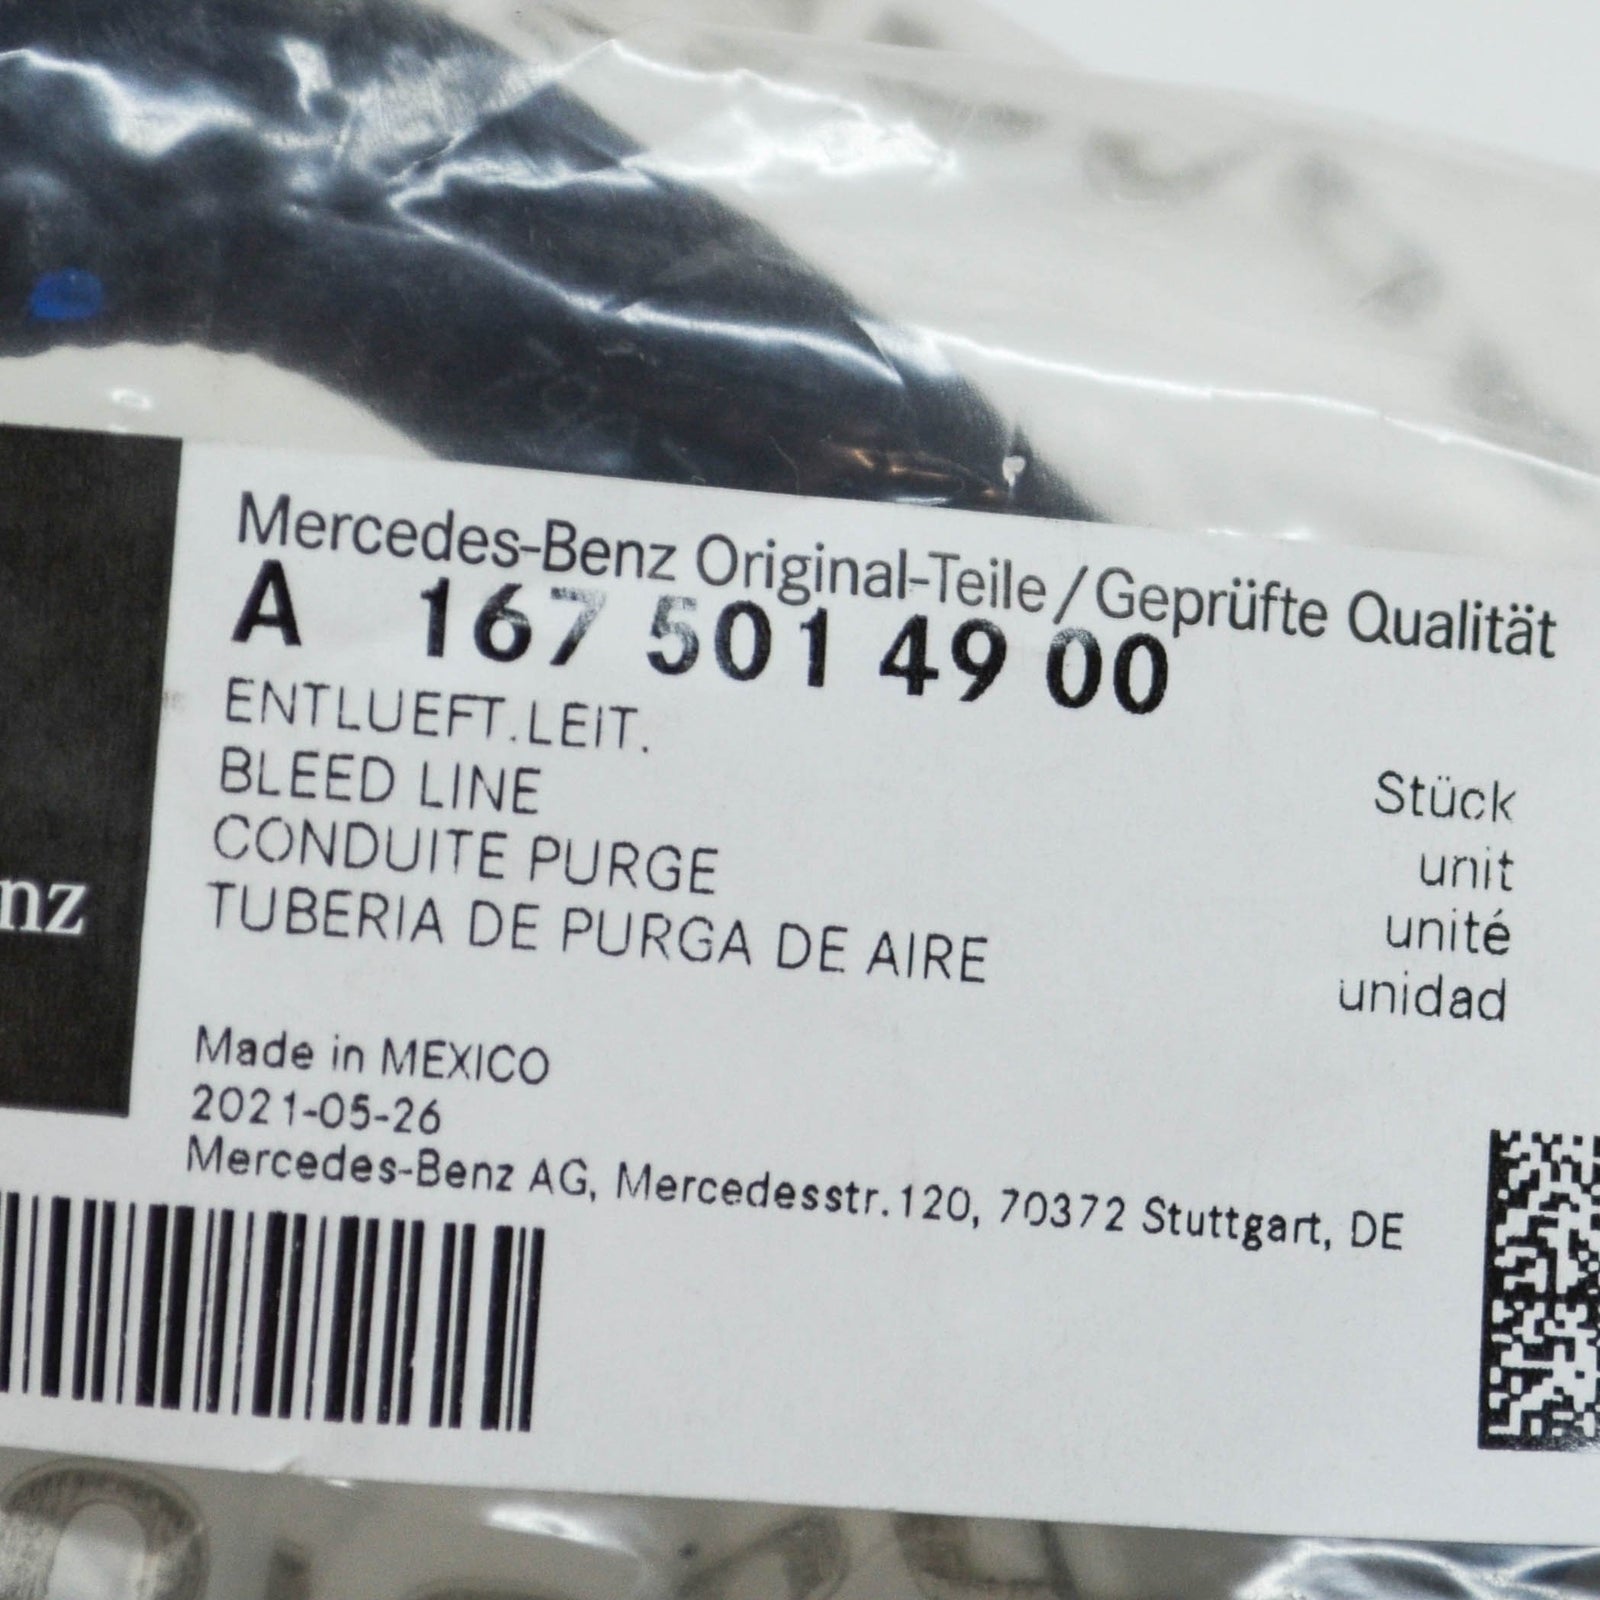 Mercedes-Benz Original-Teile/Geprüfte Qualität
A 167 501 49 00
ENTLUEFT.LEIT.
BLEED LINE
CONDUITE PURGE
TUBERIA DE PURGA DE AIRE
Stück
unit
unité
unidad
nz
Made in MEXICO
2021-05-26
Mercedes-Benz AG, Mercedesstr.120, 70372 Stuttgart, DE